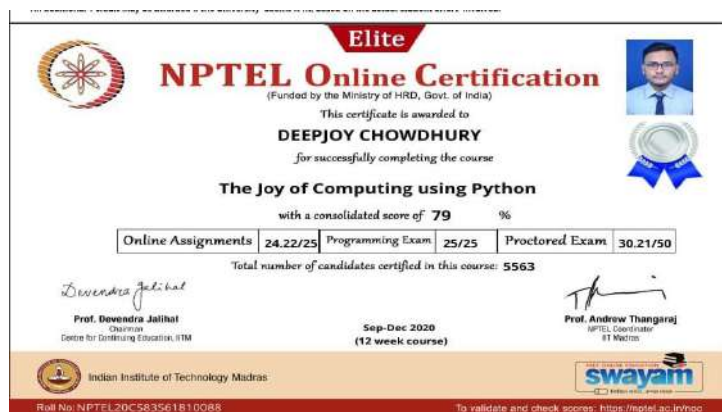 Elite
NPTEL Online Certification
(Funded by the Ministry of HRD, Govt. of India)
This certificate is awarded to
DEEPJOY CHOWDHURY
for successfully completing the course
The Joy of Computing using Python
with a consolidated score of 79 %
Online Assignments 24.22/25 Programming Exam 25/25 Proctored Exam 30.21/50
Total number of candidates certified in this course: 5563
Devendra Jalihal
Prof. Devendra Jalihal
Chairman
Centre for Continuing Education, IITM
Sep-Dec 2020
(12 week course)
Prof. Andrew Thangaraj
NPTEL Coordinator
IIT Madras
Indian Institute of Technology Madras
swayam
Roll No: NPTEL20CS83S61810088
To validate and check scores: https://nptel.ac.in/noc